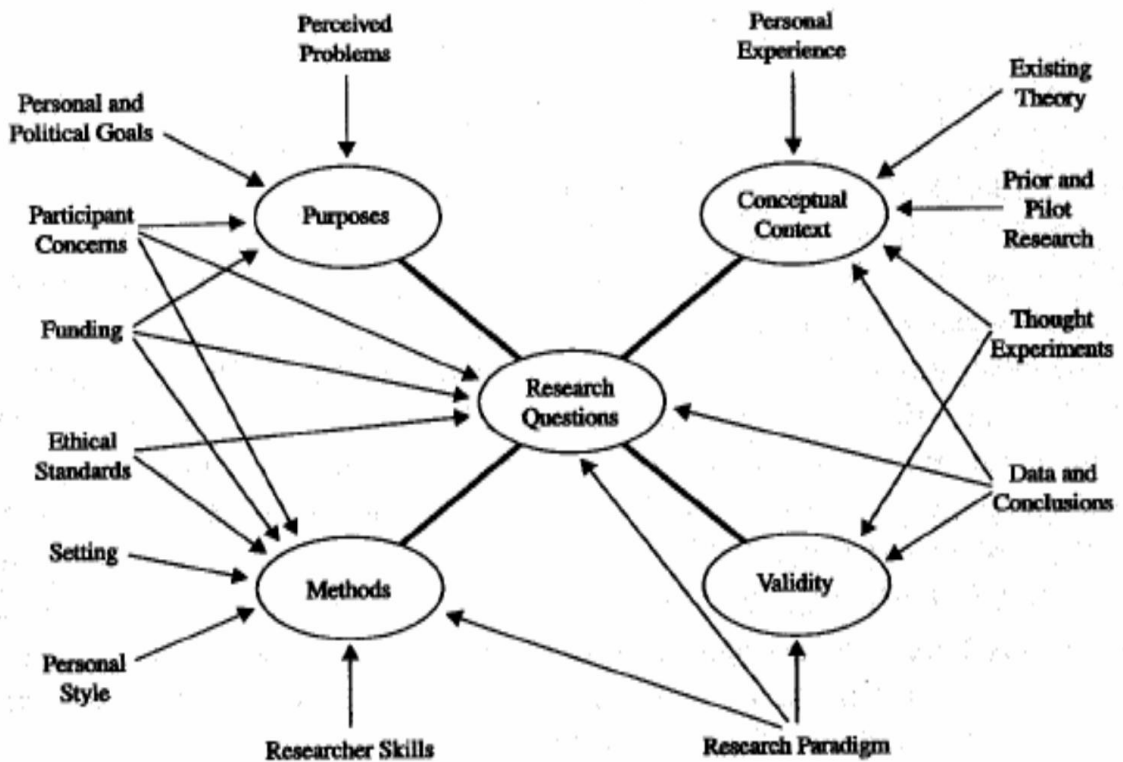 Perceived
Problems
Personal
Experience
Existing
Theory
Personal and
Political Goals
Participant
Concerns
Purposes
Conceptual
Context
Prior and
Pilot
Research
Funding
Thought
Experiments
Research
Questions
Ethical
Standards
Data and
Conclusions
Setting
Methods
Validity
Personal
Style
Researcher Skills
Research Paradigm